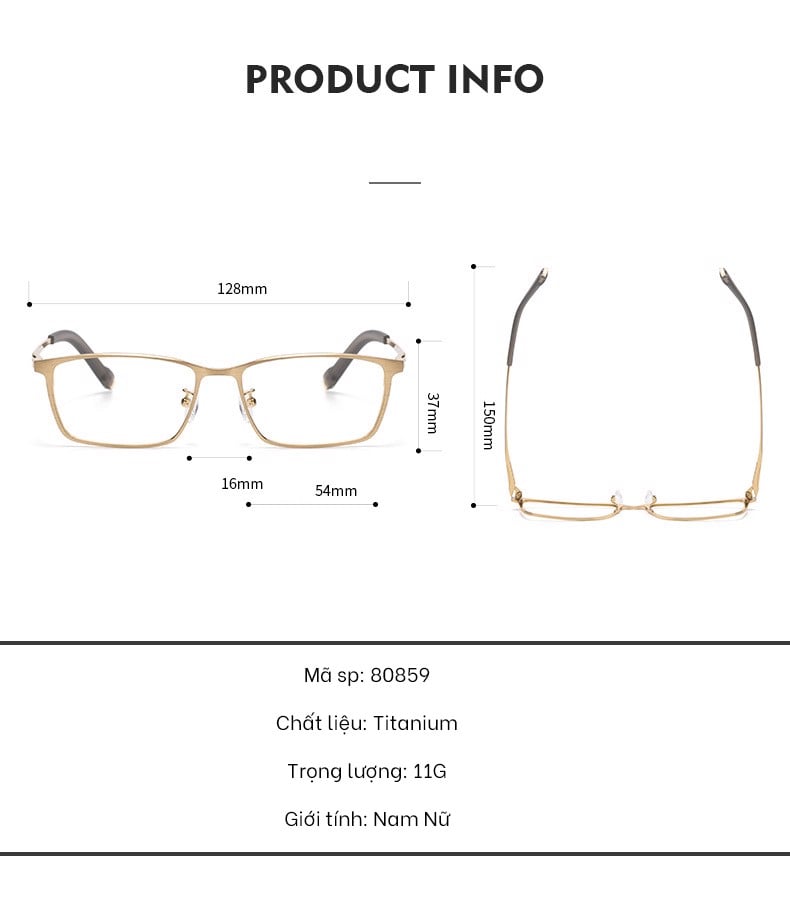 PRODUCT INFO
128mm
37mm
150mm
16mm
54mm
Mã sp: 80859
Chất liệu: Titanium
Trọng lượng: 11G
Giới tính: Nam Nữ